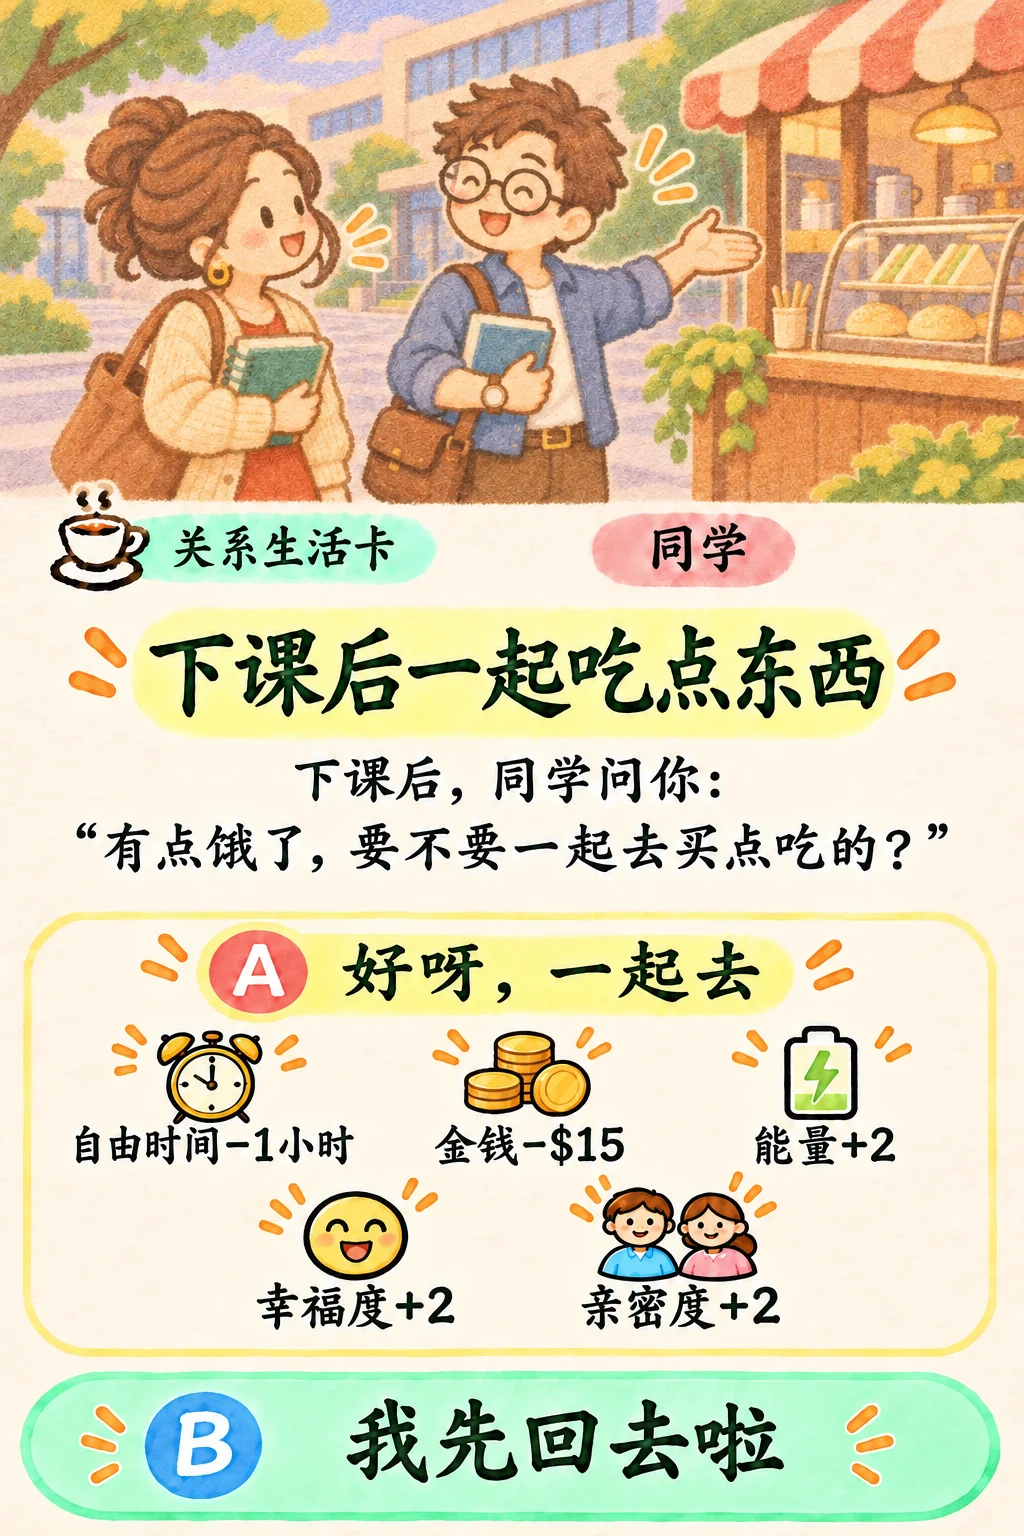 关系生活卡
同学
下课后一起吃点东西
下课后，同学问你：
“有点饿了，要不要一起去买点吃的？”
A 好呀，一起去
自由时间-1小时
金钱-$15
能量+2
幸福度+2
亲密度+2
B 我先回去啦